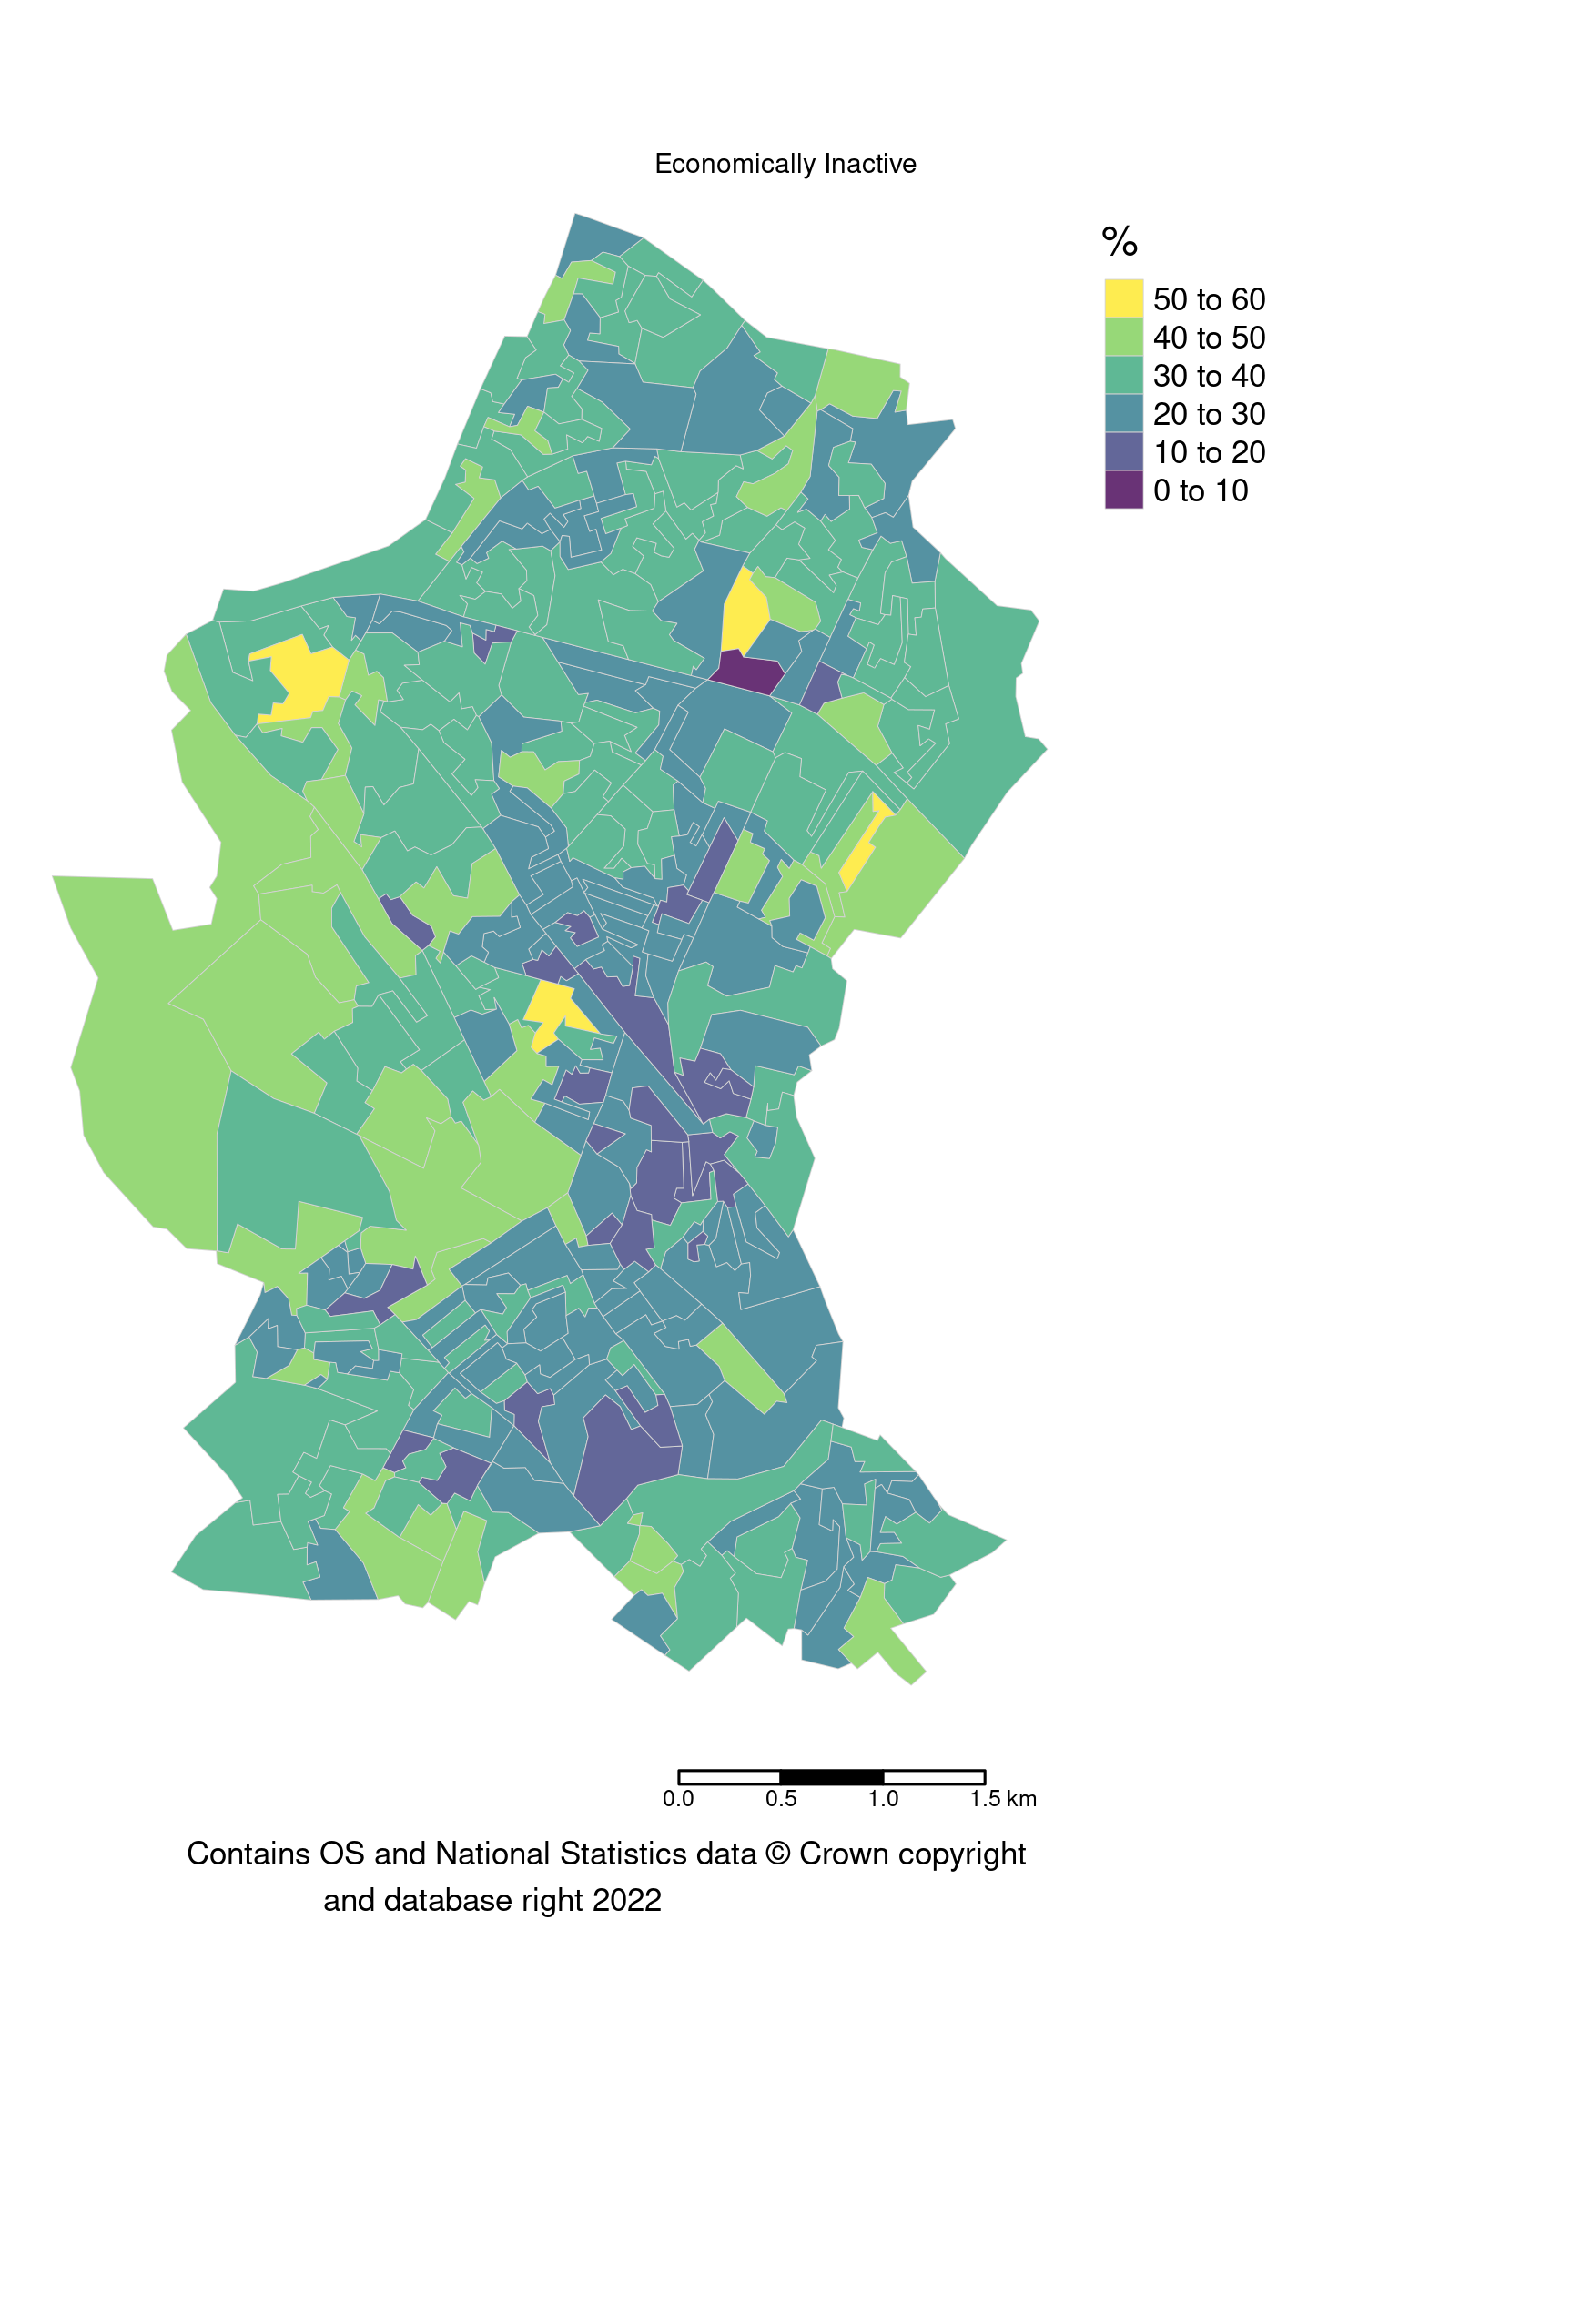 Economically Inactive
%
50 to 60
40 to 50
30 to 40
20 to 30
10 to 20
0 to 10
0.0 0.5 1.0 1.5 km
Contains OS and National Statistics data © Crown copyright
and database right 2022